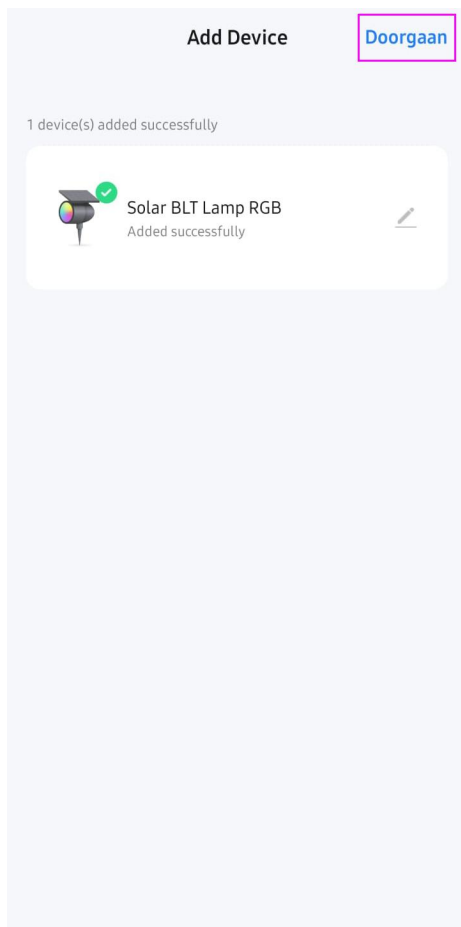 Add Device
Doorgaan
1 device(s) added successfully
Solar BLT Lamp RGB
Added successfully